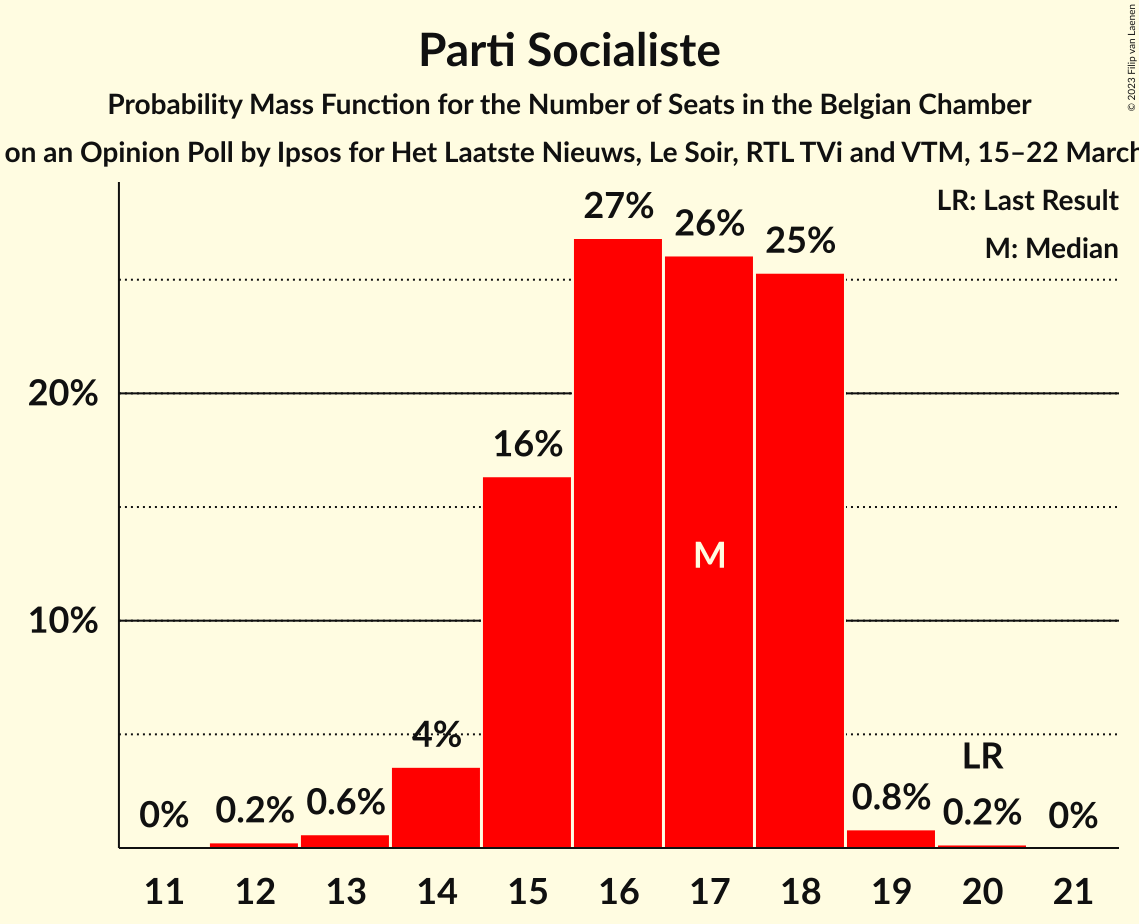 Parti Socialiste
Probability Mass Function for the Number of Seats in the Belgian Chamber
on an Opinion Poll by Ipsos for Het Laatste Nieuws, Le Soir, RTL TVi and VTM, 15–22 March
© 2023 Filip van Laenen
LR: Last Result
M: Median
27%
26%
25%
20%
16%
M
10%
4%
LR
0%
0.2%
0.6%
0.8%
0.2%
0%
11 12 13 14 15 16 17 18 19 20 21